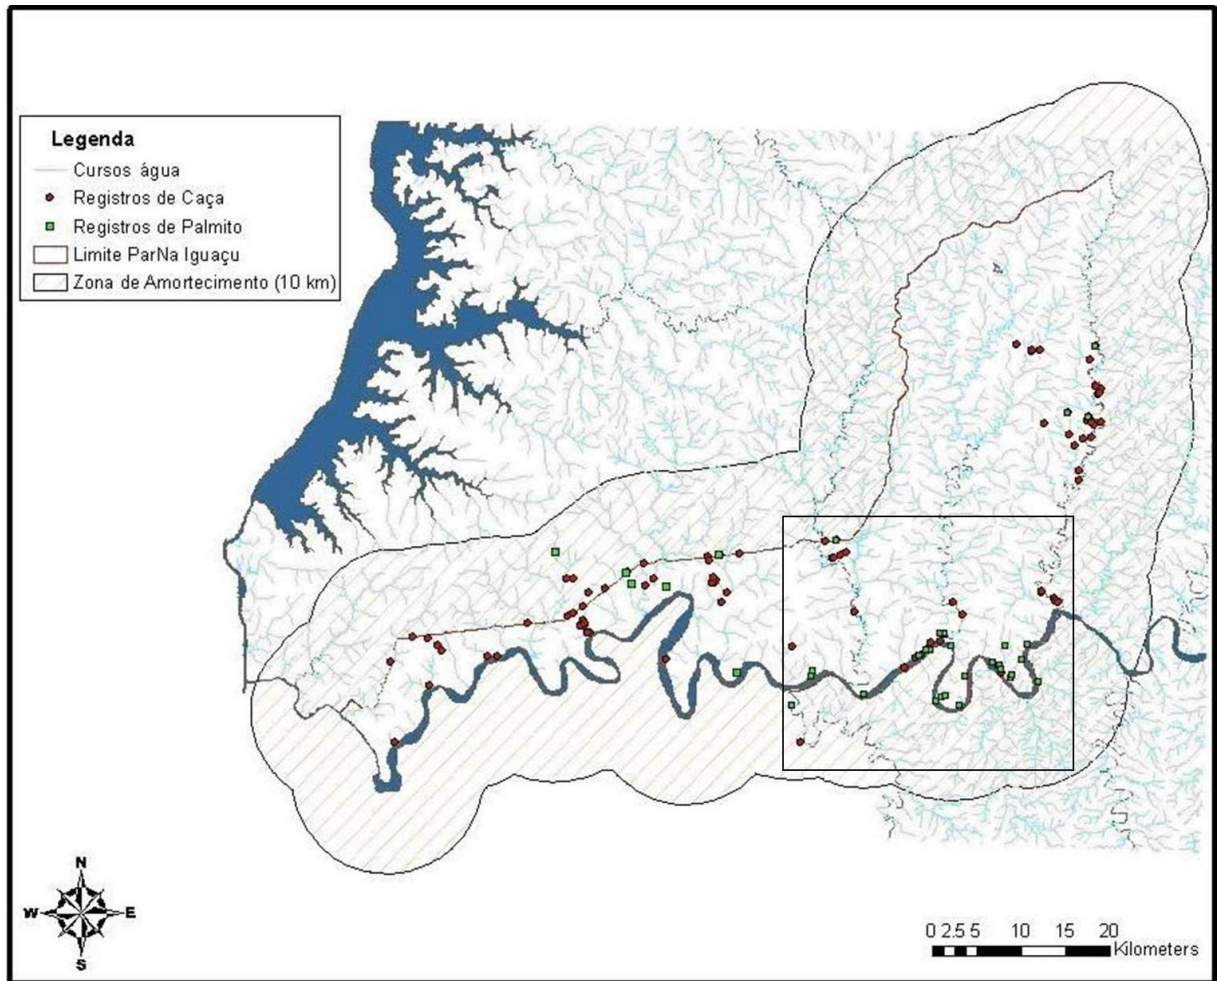 Legenda
Cursos água
Registros de Caça
Registros de Palmito
Limite ParNa Iguaçu
Zona de Amortecimento (10 km)
N
W E
S
0 2.5 5 10 15 20
Kilometers